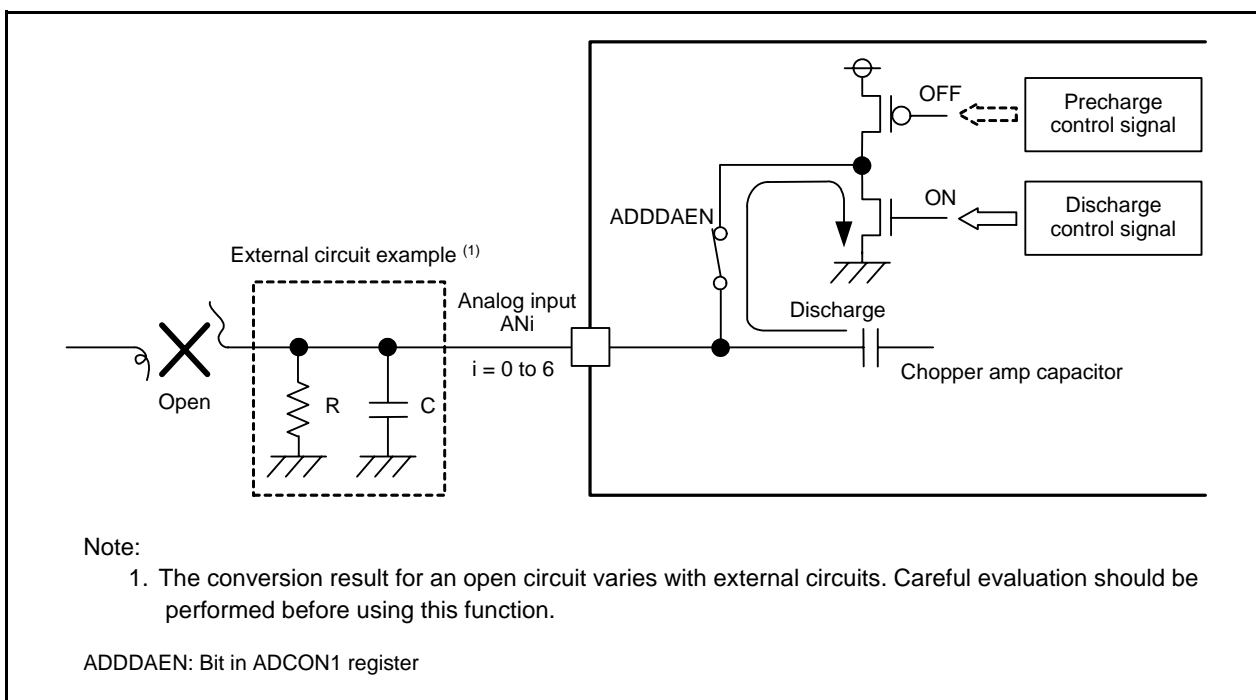 OFF
Precharge
control signal
ADDDAEN
ON
Discharge
control signal
External circuit example (1)
Analog input
ANi
i = 0 to 6
Discharge
Chopper amp capacitor
Open
R
C
Note:
1. The conversion result for an open circuit varies with external circuits. Careful evaluation should be
performed before using this function.
ADDDAEN: Bit in ADCON1 register